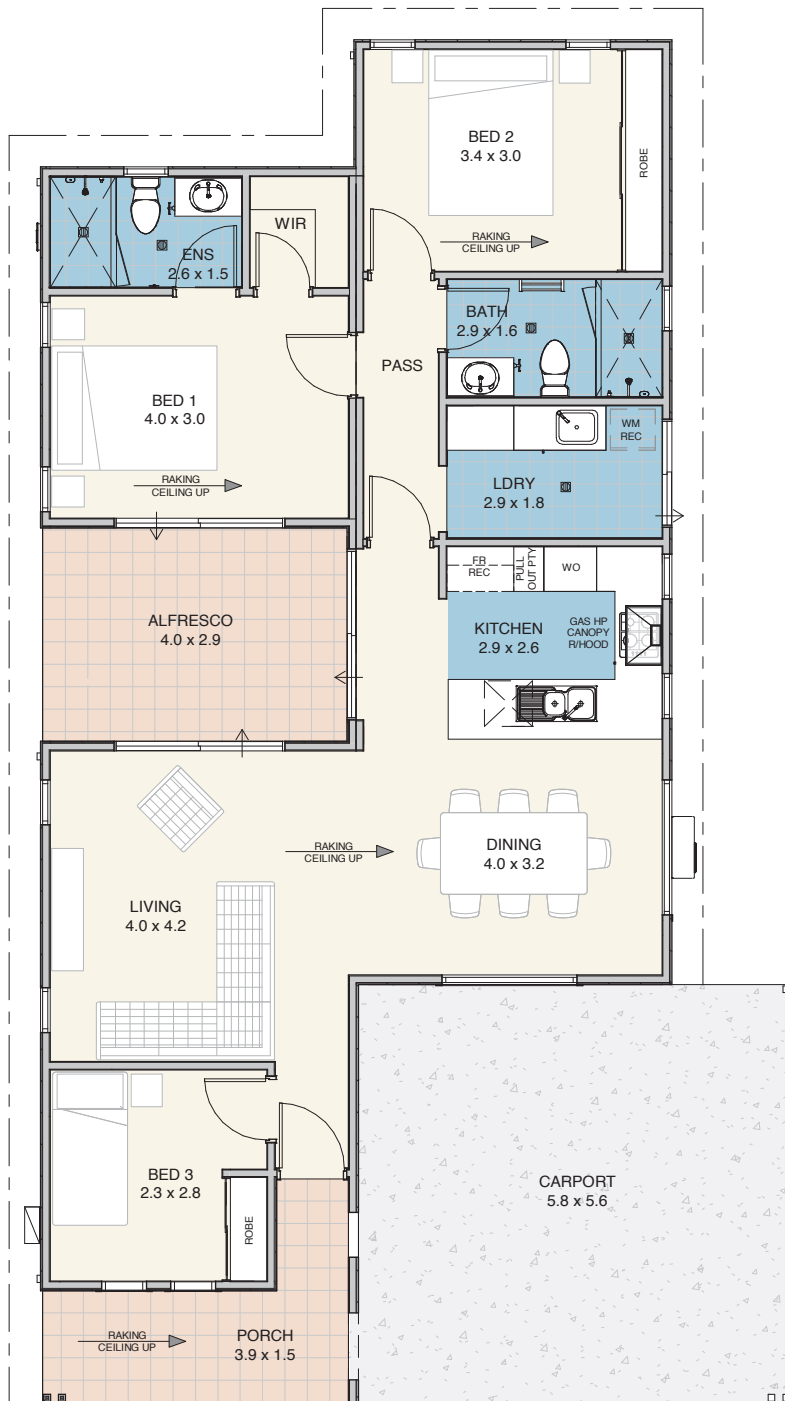 BED 2
3.4 x 3.0
ROBE
RAKING
CEILING UP
WIR
ENS
2.6 x 1.5
BATH
2.9 x 1.6
PASS
BED 1
4.0 x 3.0
RAKING
CEILING UP
WM
REC
LDRY
2.9 x 1.8
FR
REC
PULL
OUT PTY
WO
ALFRESCO
4.0 x 2.9
KITCHEN
2.9 x 2.6
GAS HP
CANOPY
R/HOOD
RAKING
CEILING UP
DINING
4.0 x 3.2
LIVING
4.0 x 4.2
BED 3
2.3 x 2.8
ROBE
CARPORT
5.8 x 5.6
RAKING
CEILING UP
PORCH
3.9 x 1.5